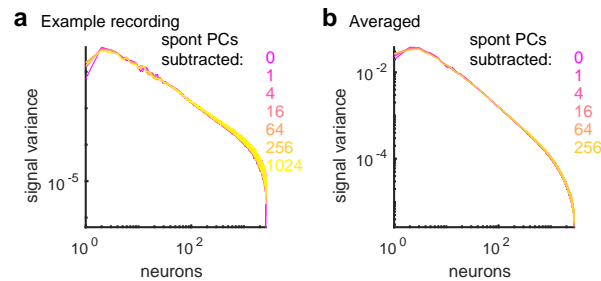 a Example recording
spont PCs
subtracted:
0
1
4
16
64
256
1024
signal variance
10^-5
10^0
10^2
neurons
b Averaged
spont PCs
subtracted:
0
1
4
16
64
256
signal variance
10^-2
10^-4
10^0
10^2
neurons